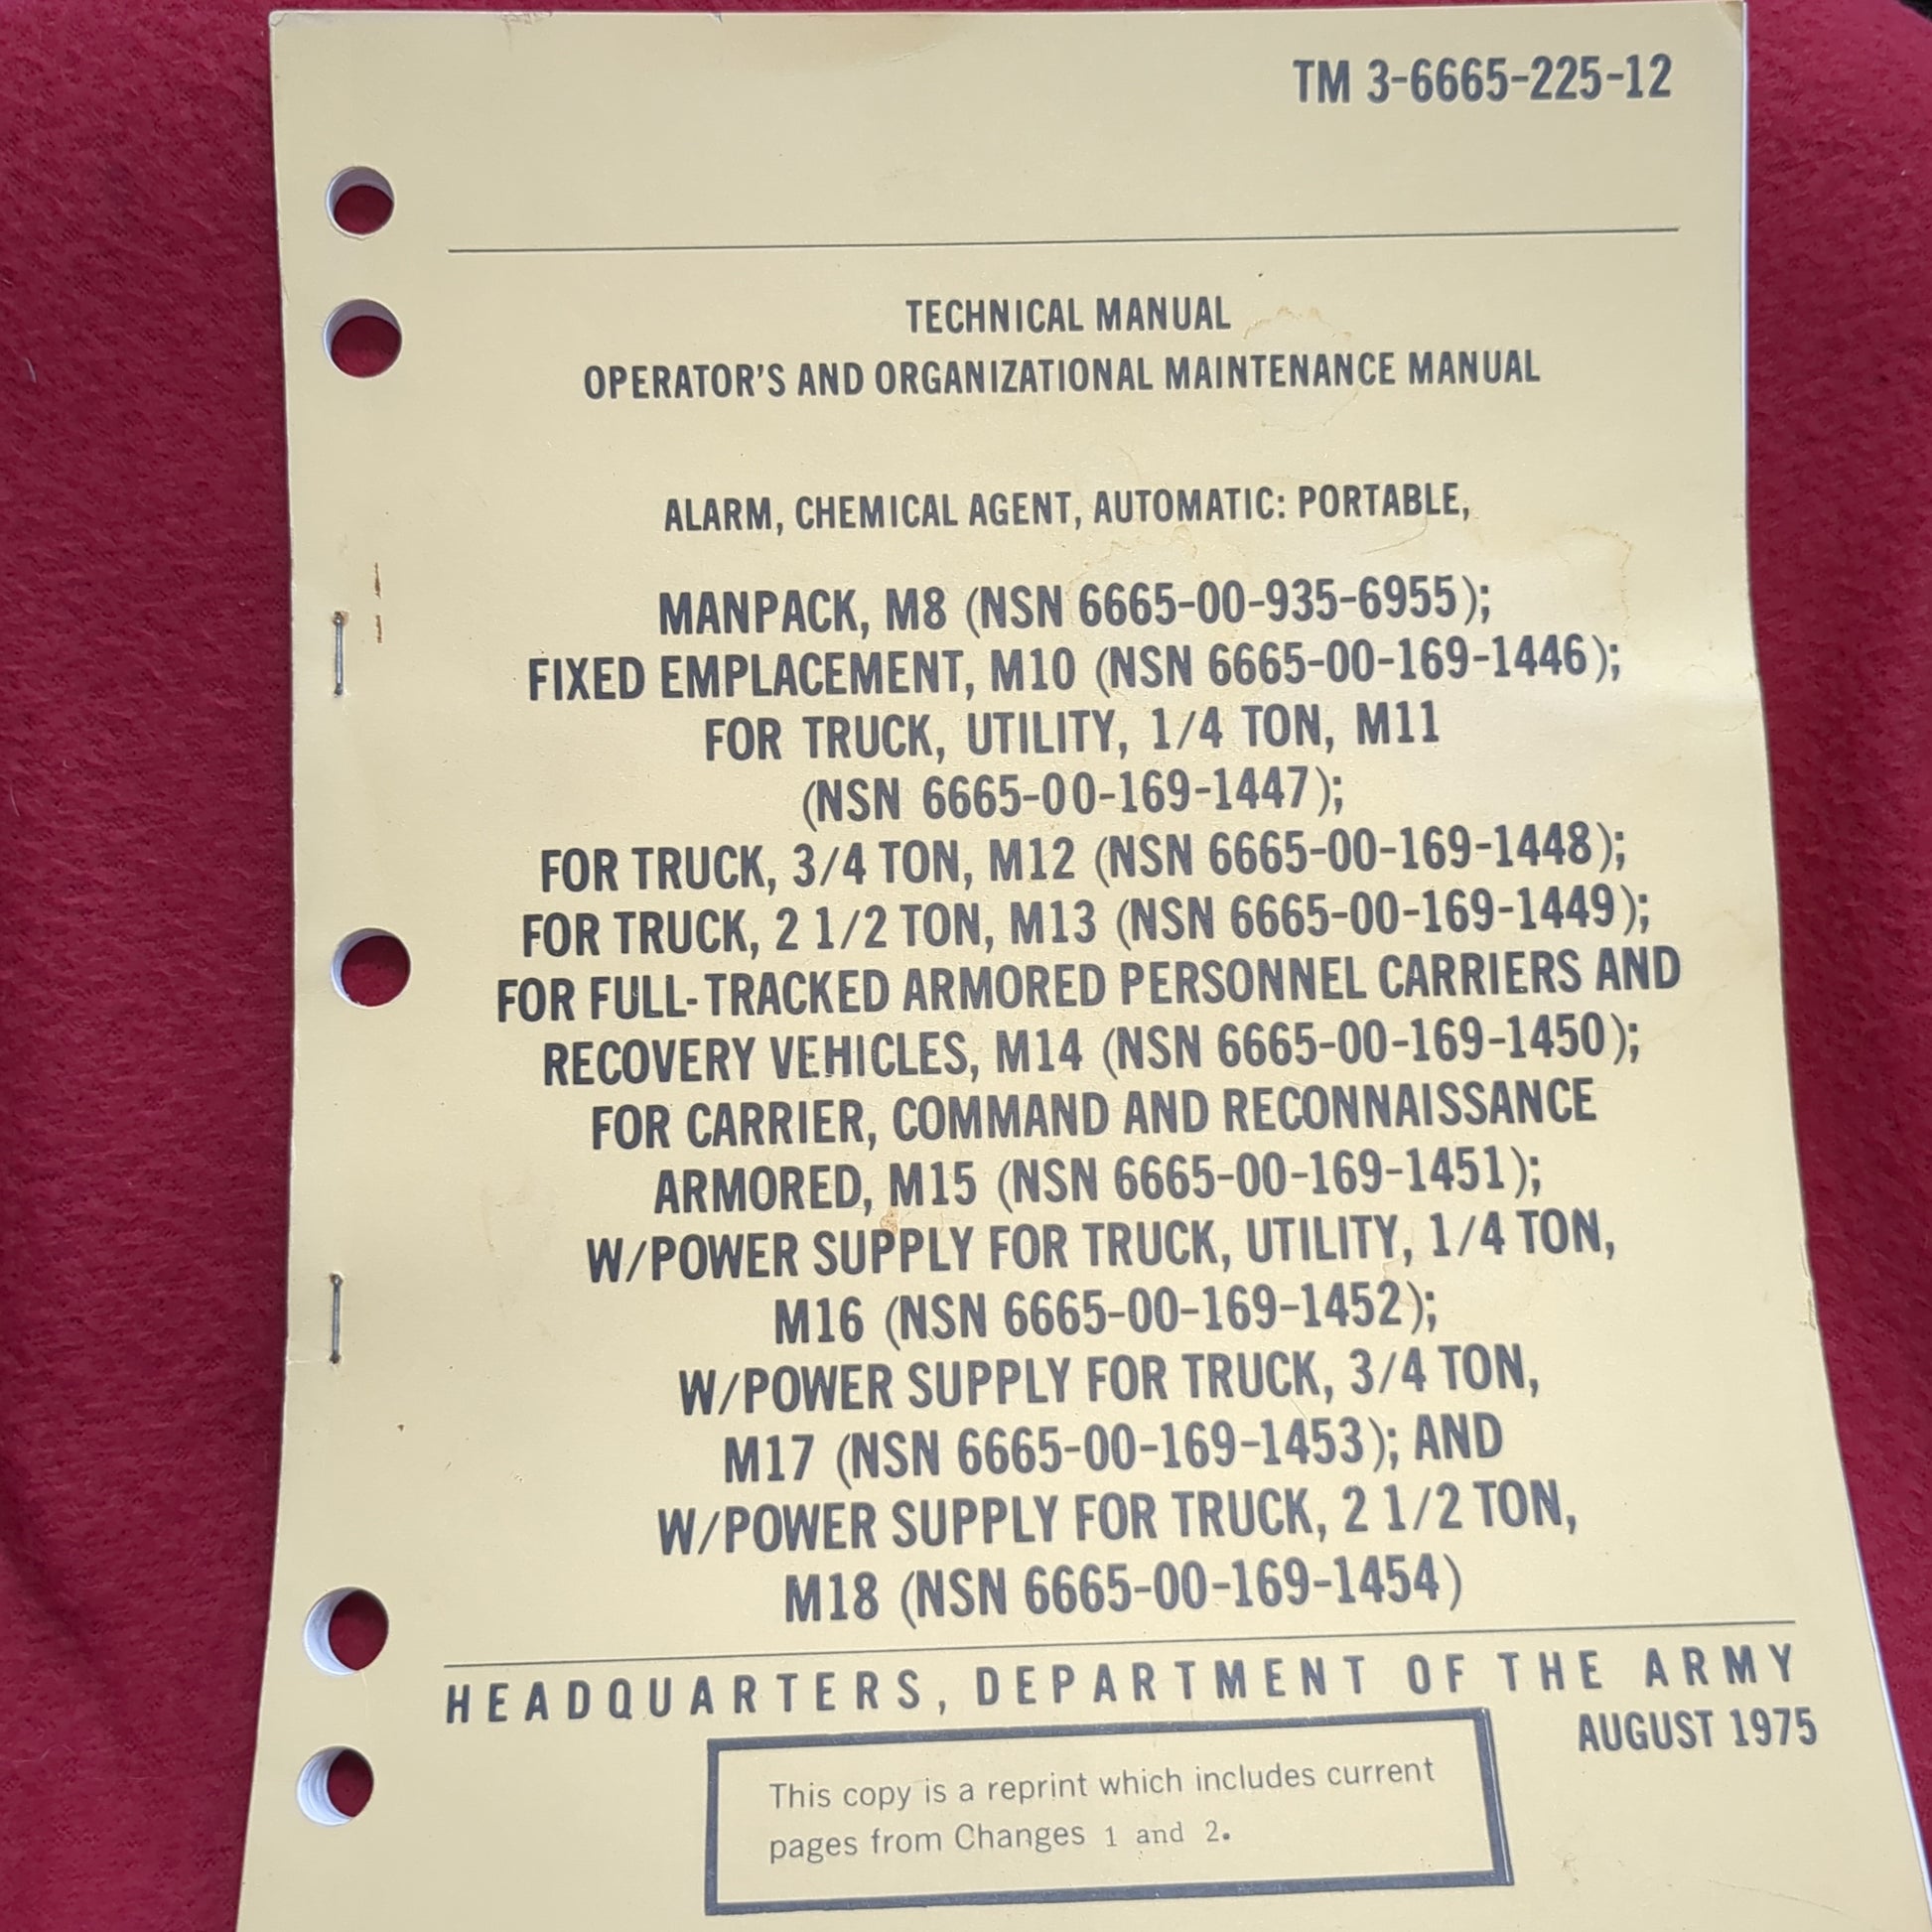 TM 3-6665-225-12
TECHNICAL MANUAL
OPERATOR'S AND ORGANIZATIONAL MAINTENANCE MANUAL
ALARM, CHEMICAL AGENT, AUTOMATIC: PORTABLE,
MANPACK, M8 (NSN 6665-00-935-6955);
FIXED EMPLACEMENT, M10 (NSN 6665-00-169-1446);
FOR TRUCK, UTILITY, 1/4 TON, M11
(NSN 6665-00-169-1447);
FOR TRUCK, 3/4 TON, M12 (NSN 6665-00-169-1448);
FOR TRUCK, 2 1/2 TON, M13 (NSN 6665-00-169-1449);
FOR FULL-TRACKED ARMORED PERSONNEL CARRIERS AND
RECOVERY VEHICLES, M14 (NSN 6665-00-169-1450);
FOR CARRIER, COMMAND AND RECONNAISSANCE
ARMORED, M15 (NSN 6665-00-169-1451);
W/POWER SUPPLY FOR TRUCK, UTILITY, 1/4 TON,
M16 (NSN 6665-00-169-1452);
W/POWER SUPPLY FOR TRUCK, 3/4 TON,
M17 (NSN 6665-00-169-1453); AND
W/POWER SUPPLY FOR TRUCK, 2 1/2 TON,
M18 (NSN 6665-00-169-1454)
HEADQUARTERS, DEPARTMENT OF THE ARMY
AUGUST 1975
This copy is a reprint which includes current
pages from Changes 1 and 2.